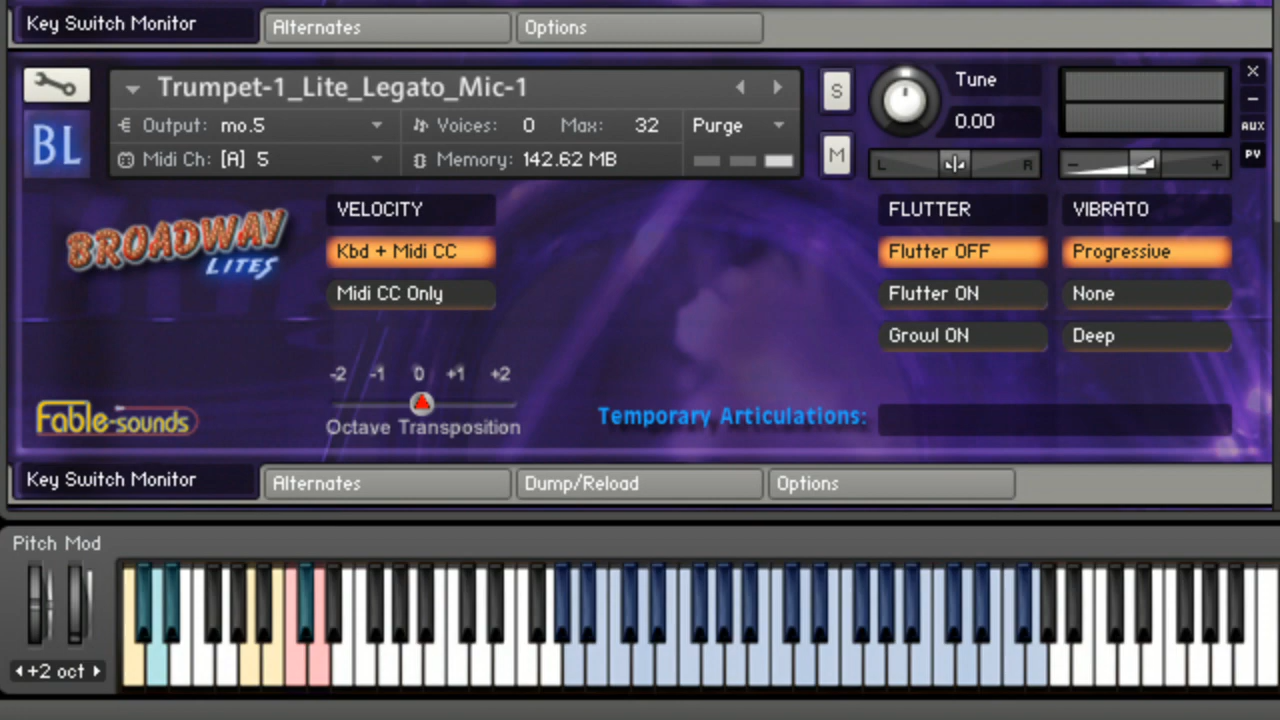 Key Switch Monitor Alternates Options
Trumpet-1_Lite_Legato_Mic-1 S Tune ×
BL Output: mo.5 Voices: 0 Max: 32 Purge 0.00 AUX
Midi Ch: [A] 5 Memory: 142.62 MB M L R - + PV
BROADWAY LITES
VELOCITY FLUTTER VIBRATO
Kbd + Midi CC Flutter OFF Progressive
Midi CC Only Flutter ON None
Growl ON Deep
-2 -1 0 +1 +2
Fable-sounds Octave Transposition Temporary Articulations:
Key Switch Monitor Alternates Dump/Reload Options
Pitch Mod
+2 oct